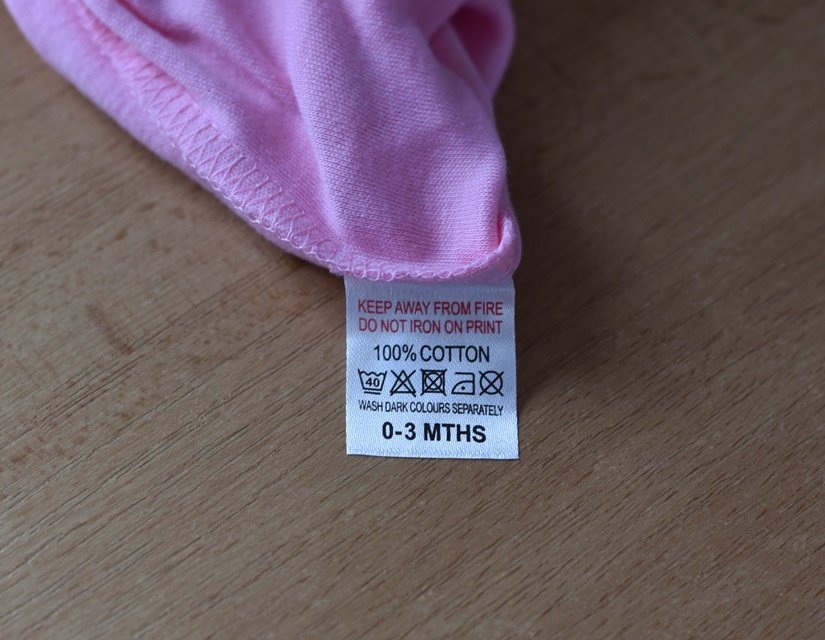 KEEP AWAY FROM FIRE
DO NOT IRON ON PRINT
100% COTTON
40
WASH DARK COLOURS SEPARATELY
0-3 MTHS